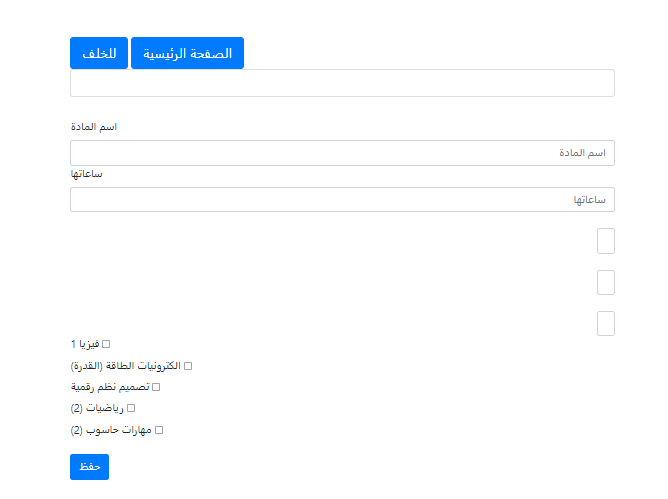 الصفحة الرئيسية للخلف
اسم المادة
اسم المادة
ساعاتها
ساعاتها
فيزيا 1
الكترونيات الطاقة (القدرة)
تصميم نظم رقمية
رياضيات (2)
مهارات حاسوب (2)
حفظ